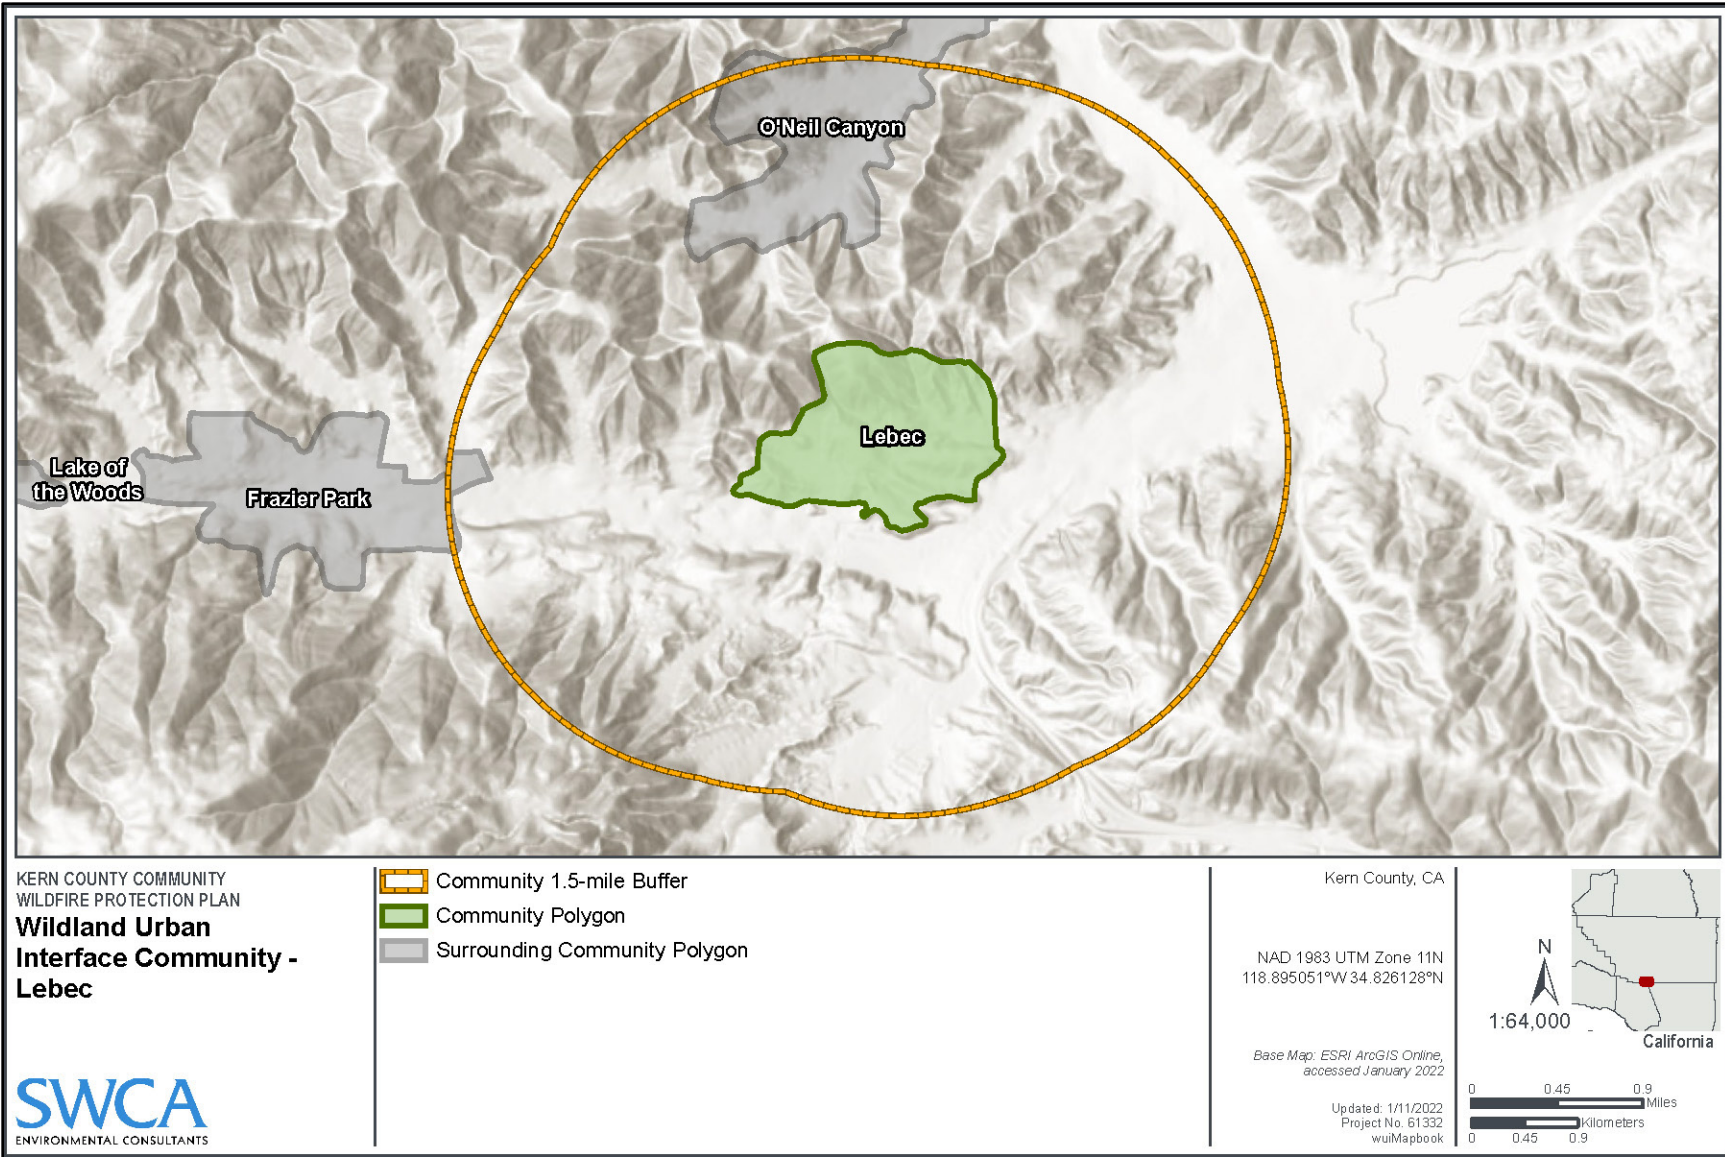 O'Neil Canyon
Lebec
Lake of
the Woods
Frazier Park
KERN COUNTY COMMUNITY
WILDFIRE PROTECTION PLAN
Wildland Urban
Interface Community -
Lebec
SWCA
ENVIRONMENTAL CONSULTANTS
Community 1.5-mile Buffer
Community Polygon
Surrounding Community Polygon
Kern County, CA
NAD 1983 UTM Zone 11N
118.895051°W 34.826128°N
Base Map: ESRI ArcGIS Online,
accessed January 2022
Updated: 1/11/2022
Project No. 61332
wuiMapbook
N
1:64,000
California
0 0.45 0.9
Miles
Kilometers
0 0.45 0.9